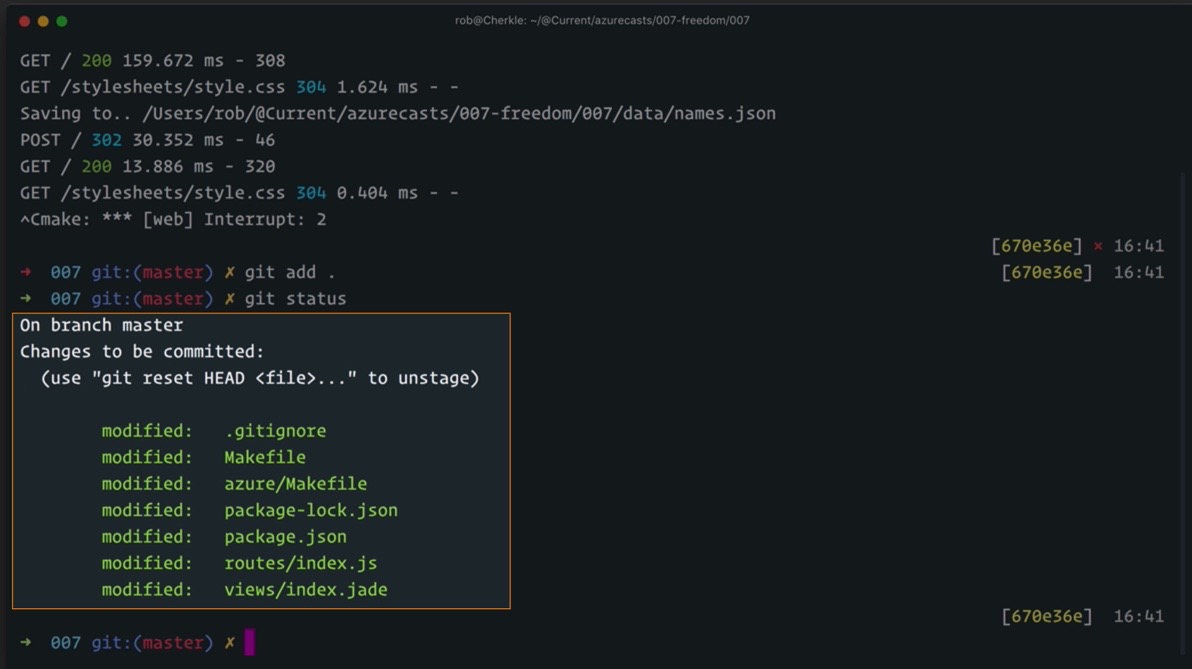 rob@Cherkle: ~/@Current/azurecasts/007-freedom/007
GET / 200 159.672 ms - 308
GET /stylesheets/style.css 304 1.624 ms - -
Saving to.. /Users/rob/@Current/azurecasts/007-freedom/007/data/names.json
POST / 302 30.352 ms - 46
GET / 200 13.886 ms - 320
GET /stylesheets/style.css 304 0.404 ms - -
^Cmake: *** [web] Interrupt: 2
[670e36e] × 16:41
→ 007 git:(master) ✗ git add . [670e36e] 16:41
→ 007 git:(master) ✗ git status
On branch master
Changes to be committed:
(use "git reset HEAD <file>..." to unstage)
modified: .gitignore
modified: Makefile
modified: azure/Makefile
modified: package-lock.json
modified: package.json
modified: routes/index.js
modified: views/index.jade
[670e36e] 16:41
→ 007 git:(master) ✗